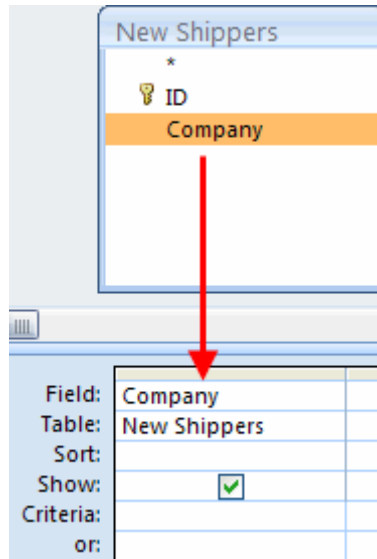 New Shippers
*
ID
Company
Field: Company
Table: New Shippers
Sort:
Show:
Criteria:
or: